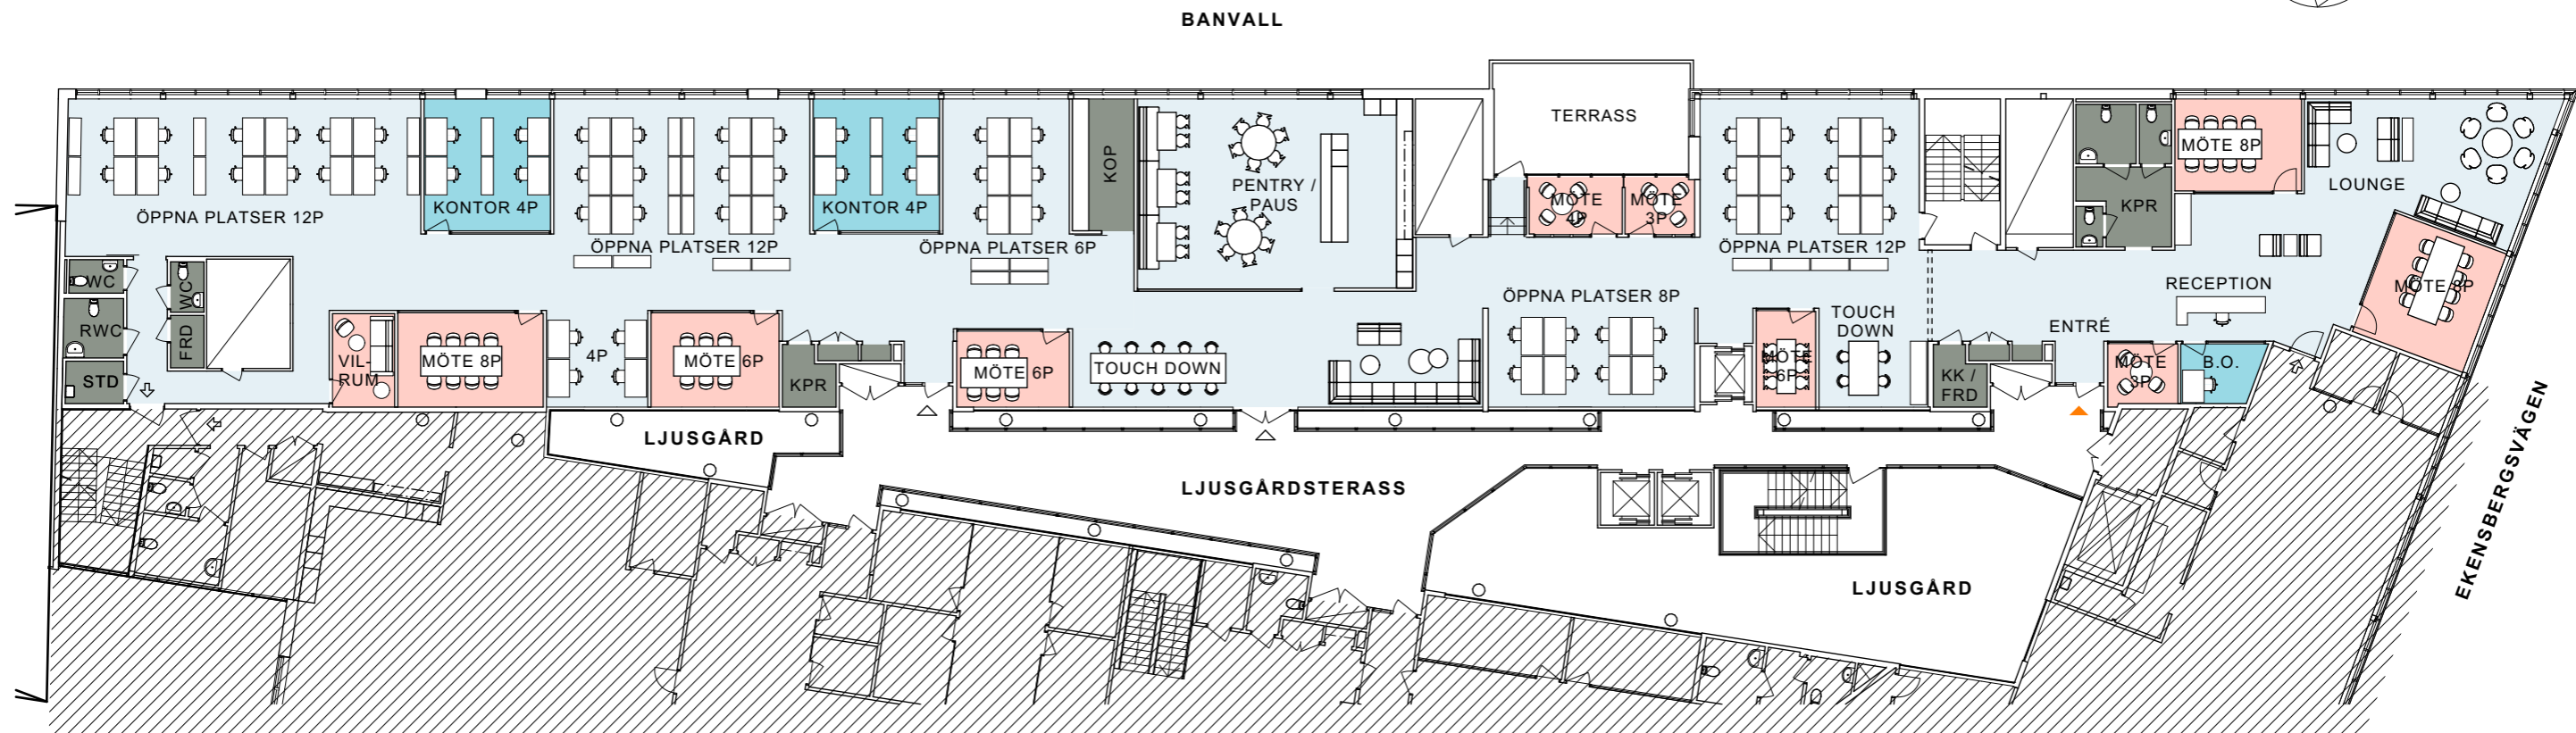 BANVALL
TERRASS
ÖPPNA PLATSER 12P
KONTOR 4P
ÖPPNA PLATSER 12P
KONTOR 4P
ÖPPNA PLATSER 6P
KOP
PENTRY /
PAUS
MÖTE
4P
MÖTE
3P
ÖPPNA PLATSER 12P
KPR
MÖTE 8P
LOUNGE
MÖTE 8P
RECEPTION
ENTRÉ
WC
RWC
STD
WC
FRD
VIL-
RUM
MÖTE 8P
4P
MÖTE 6P
KPR
MÖTE 6P
TOUCH DOWN
ÖPPNA PLATSER 8P
MÖTE
6P
TOUCH
DOWN
KK /
FRD
MÖTE
3P
B.O.
LJUSGÅRD
LJUSGÅRDSTERASS
LJUSGÅRD
EKENSBERGSVÄGEN